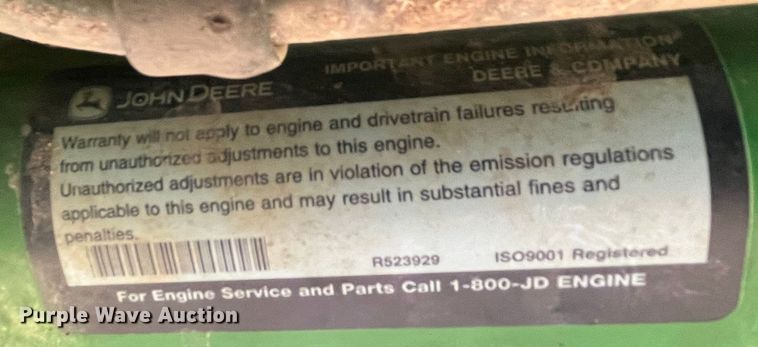 IMPORTANT ENGINE INFORMATION
JOHN DEERE DEERE & COMPANY
Warranty will not apply to engine and drivetrain failures resulting
from unauthorized adjustments to this engine.
Unauthorized adjustments are in violation of the emission regulations
applicable to this engine and may result in substantial fines and
penalties.
R523929 ISO9001 Registered
For Engine Service and Parts Call 1-800-JD ENGINE
Purple Wave Auction